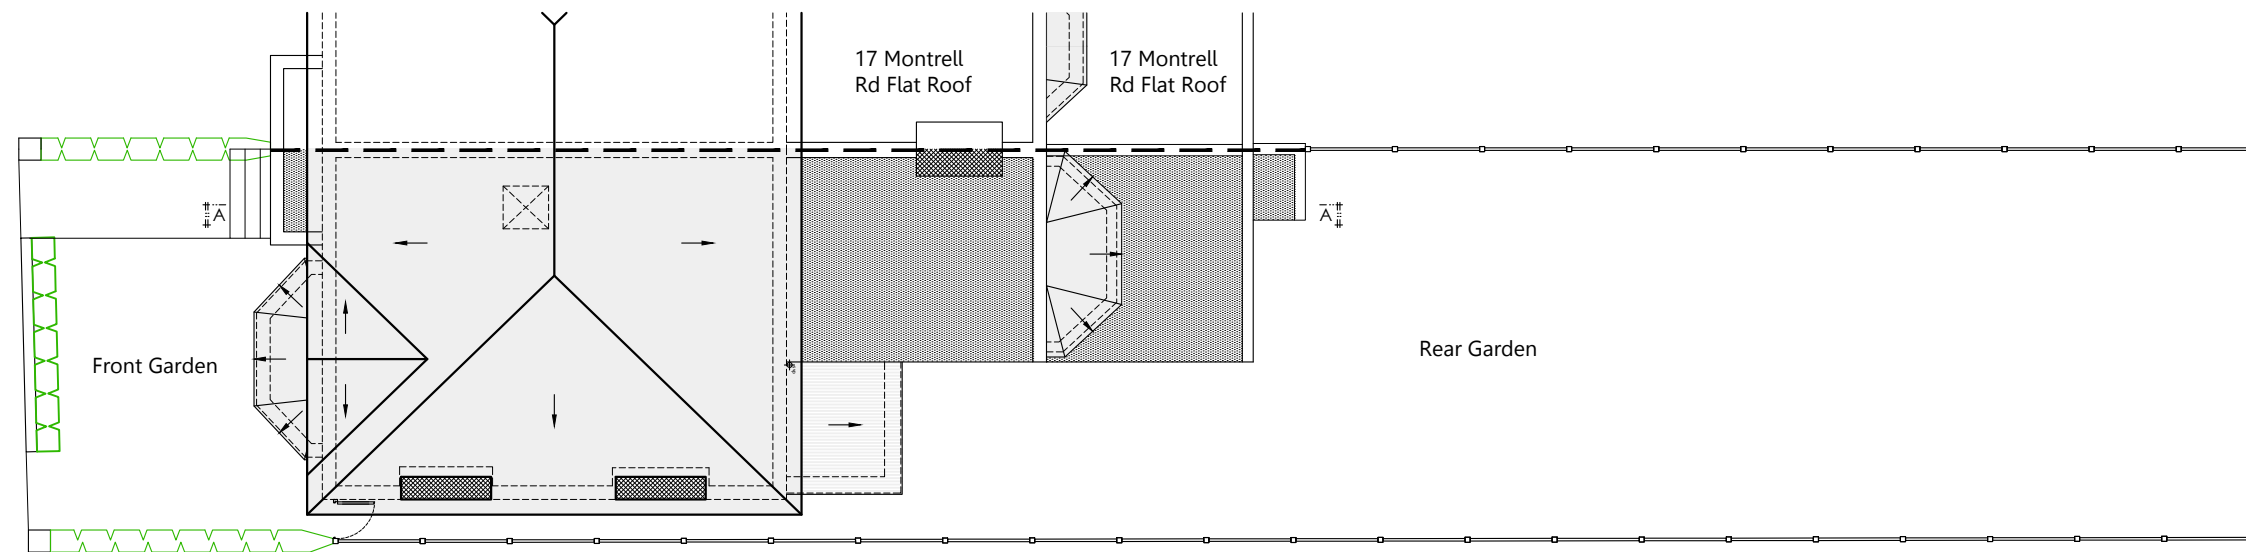 17 Montrell
Rd Flat Roof
17 Montrell
Rd Flat Roof
A
A
Front Garden
Rear Garden